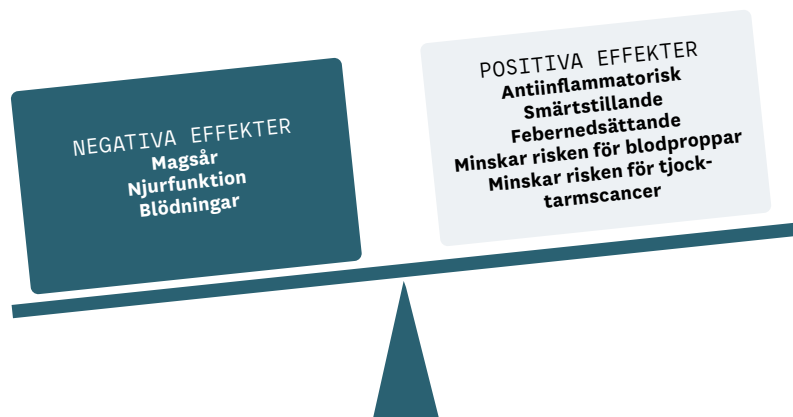 NEGATIVA EFFEKTER
Magsår
Njurfunktion
Blödningar
POSITIVA EFFEKTER
Antiinflammatorisk
Smärtstillande
Febernedsättande
Minskar risken för blodproppar
Minskar risken för tjock-
tarmscancer